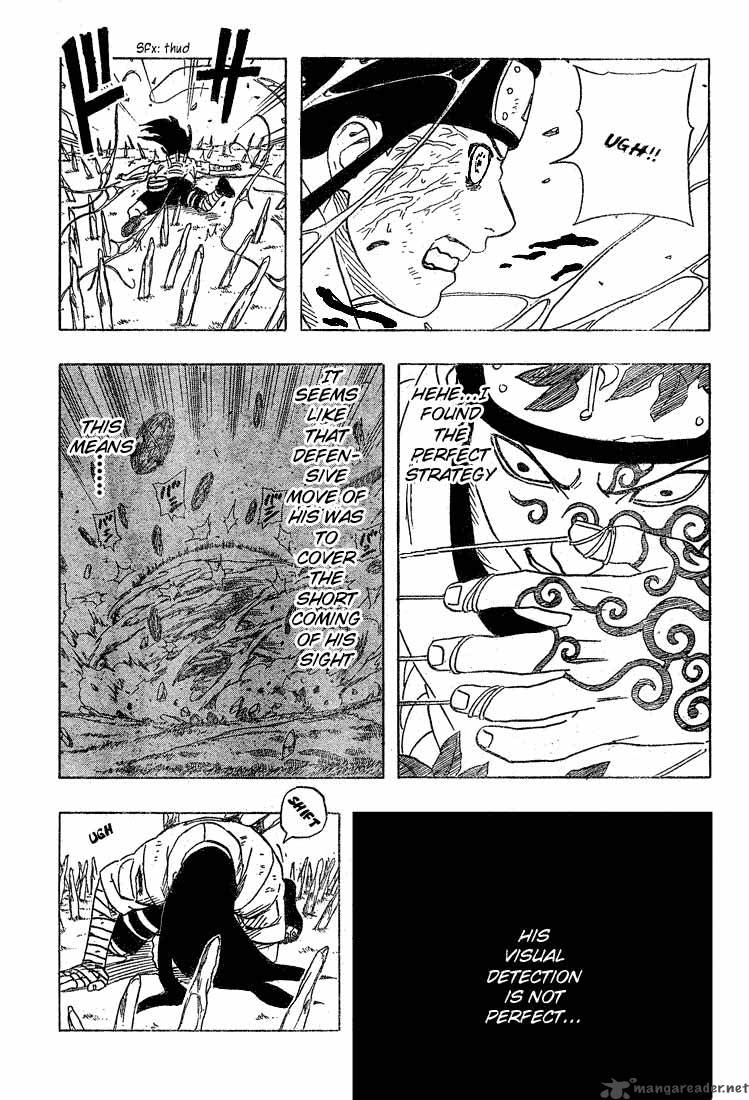 UGH!!
Sfx: thud
ドサ
HEHE...I
FOUND
THE
PERFECT
STRATEGY
IT
SEEMS
LIKE
THAT
DEFEN-
SIVE
MOVE OF
HIS WAS
TO
COVER
THE
SHORT
COMING
OF HIS
SIGHT
THIS
MEANS
......
HIS
VISUAL
DETECTION
IS NOT
PERFECT...
SHIFT
UGH
mangareader.net